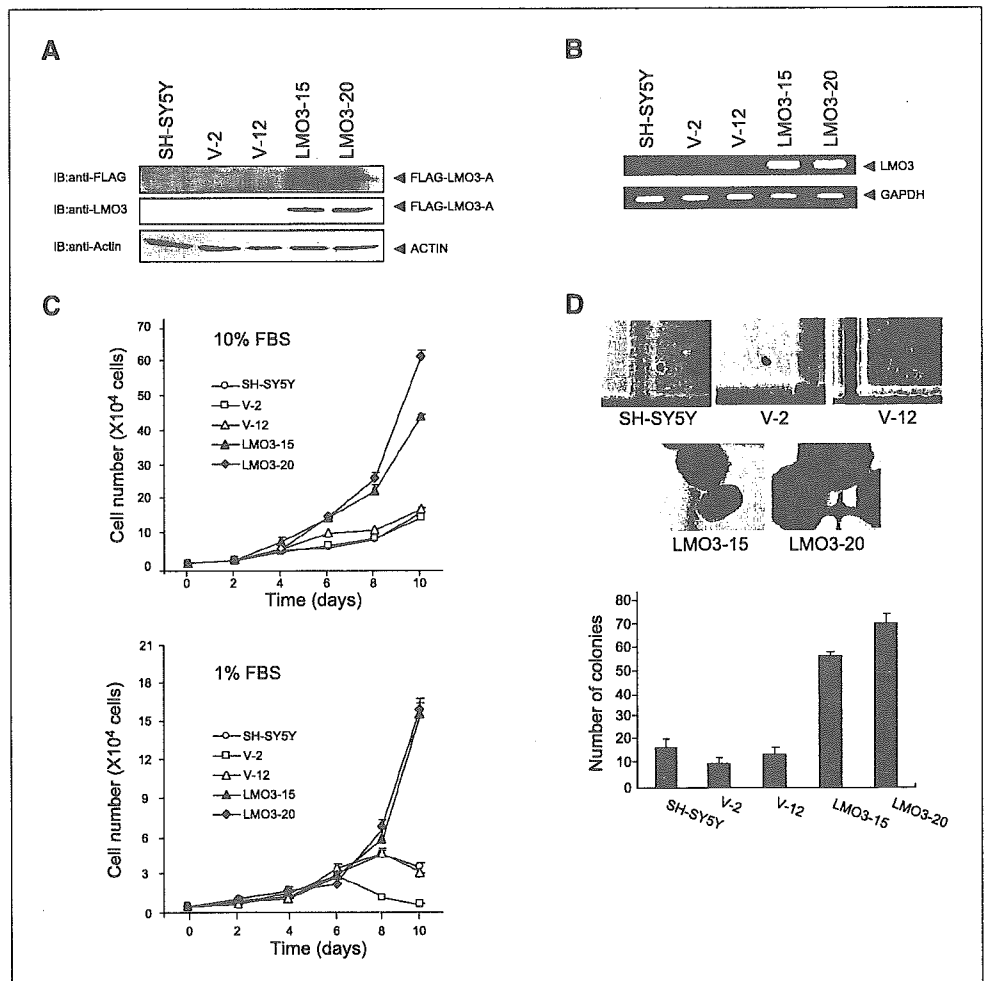 A
SH-SY5Y
V-2
V-12
LMO3-15
LMO3-20
IB:anti-FLAG
FLAG-LMO3-A
IB:anti-LMO3
FLAG-LMO3-A
IB:anti-Actin
ACTIN
B
SH-SY5Y
V-2
V-12
LMO3-15
LMO3-20
LMO3
GAPDH
C
10% FBS
SH-SY5Y
V-2
V-12
LMO3-15
LMO3-20
Cell number (X10⁴ cells)
70
60
50
40
30
20
10
0
0 2 4 6 8 10
Time (days)
1% FBS
SH-SY5Y
V-2
V-12
LMO3-15
LMO3-20
Cell number (X10⁴ cells)
21
18
15
12
9
6
3
0
0 2 4 6 8 10
Time (days)
D
SH-SY5Y V-2 V-12
LMO3-15 LMO3-20
Number of colonies
80
70
60
50
40
30
20
10
0
SH-SY5Y V-2 V-12 LMO3-15 LMO3-20